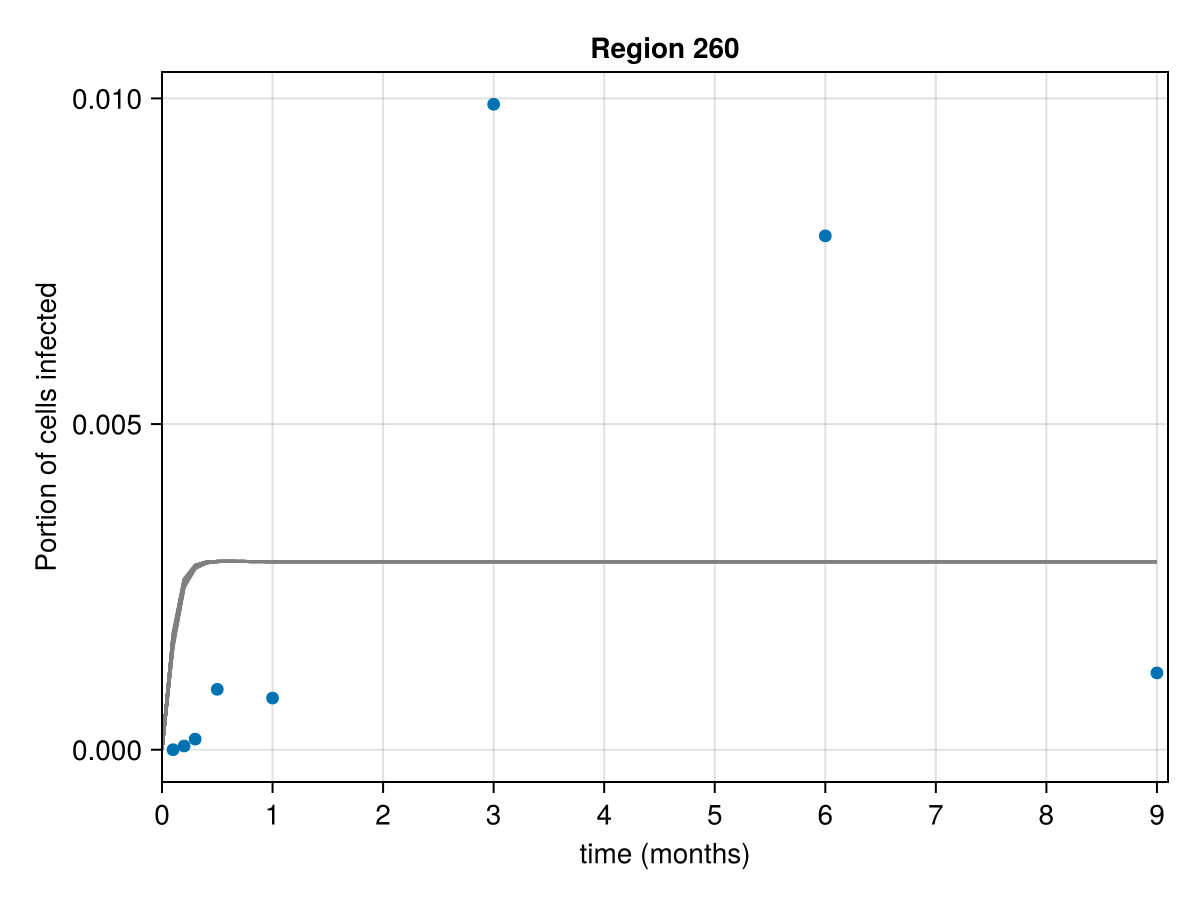 Region 260
0.010
0.005
0.000
Portion of cells infected
0 1 2 3 4 5 6 7 8 9
time (months)